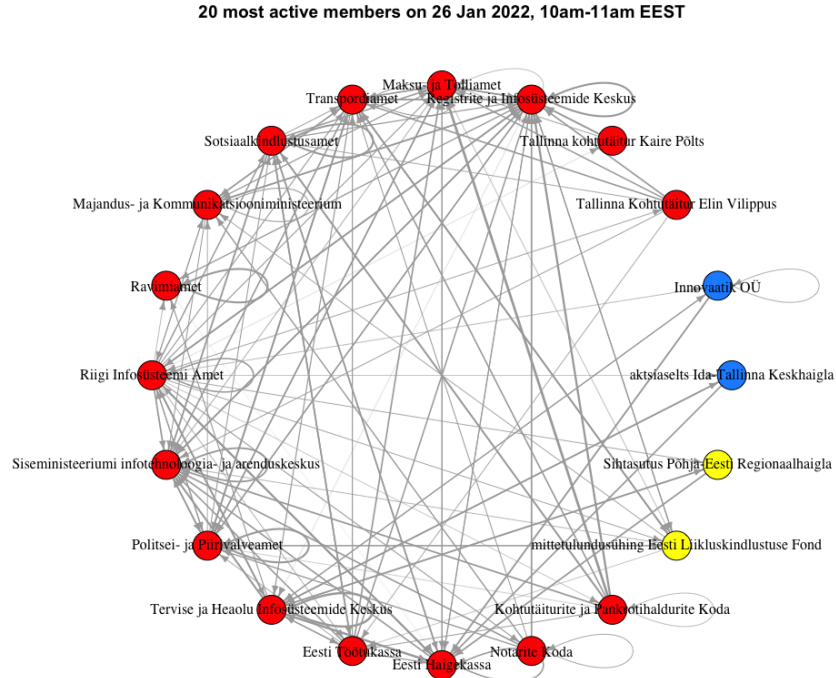 20 most active members on 26 Jan 2022, 10am-11am EEST
Maksu- ja Tolliamet
Transpordiamet
Registrite ja Infosüsteemide Keskus
Sotsiaalkindlustusamet
Tallinna kohtutäitur Kaire Põlts
Majandus- ja Kommunikatsiooniministeerium
Tallinna Kohtutäitur Elin Vilippus
Ravimiamet
Innovaatik OÜ
Riigi Infosüsteemi Amet
aktsiaselts Ida-Tallinna Keskhaigla
Siseministeeriumi infotehnoloogia- ja arenduskeskus
Sihtasutus Põhja-Eesti Regionaalhaigla
Politsei- ja Piirivalveamet
mittetulundusühing Eesti Liikluskindlustuse Fond
Tervise ja Heaolu Infosüsteemide Keskus
Kohtutäiturite ja Pankrotihaldurite Koda
Eesti Töötukassa
Eesti Haigekassa
Notarite Koda